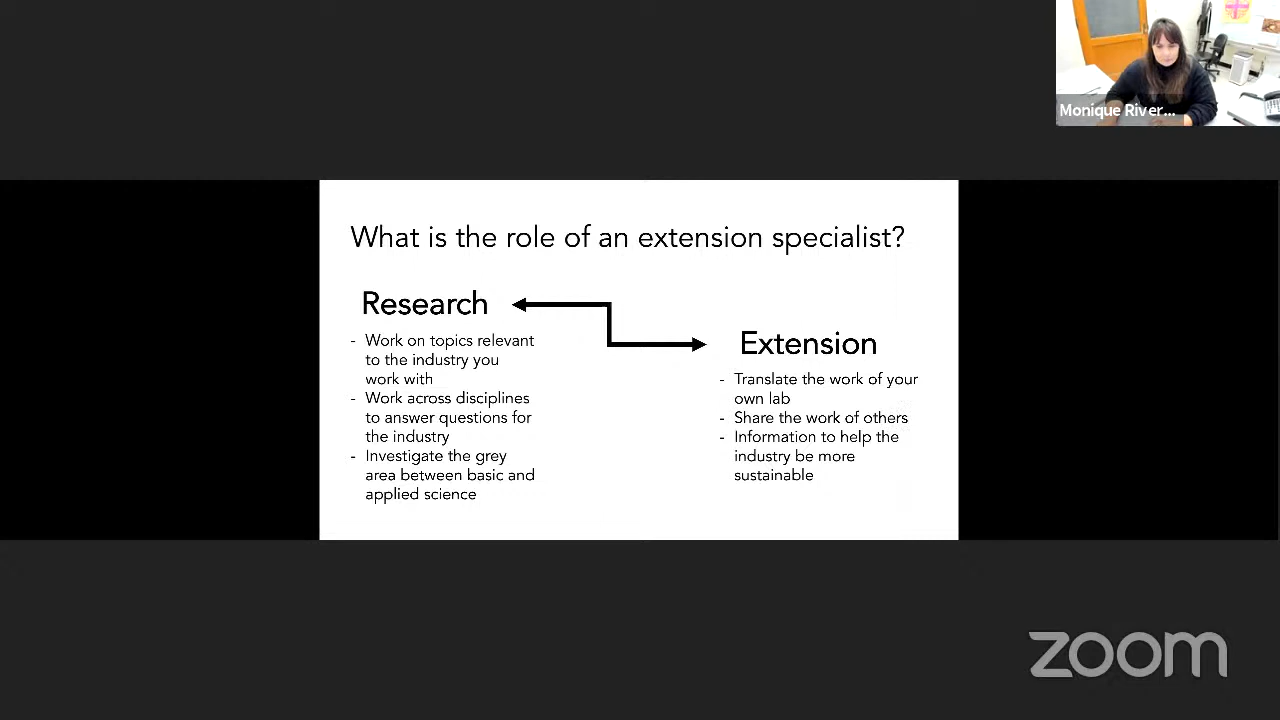 Monique River...
What is the role of an extension specialist?
Research
- Work on topics relevant
to the industry you
work with
- Work across disciplines
to answer questions for
the industry
- Investigate the grey
area between basic and
applied science
Extension
- Translate the work of your
own lab
- Share the work of others
- Information to help the
industry be more
sustainable
zoom